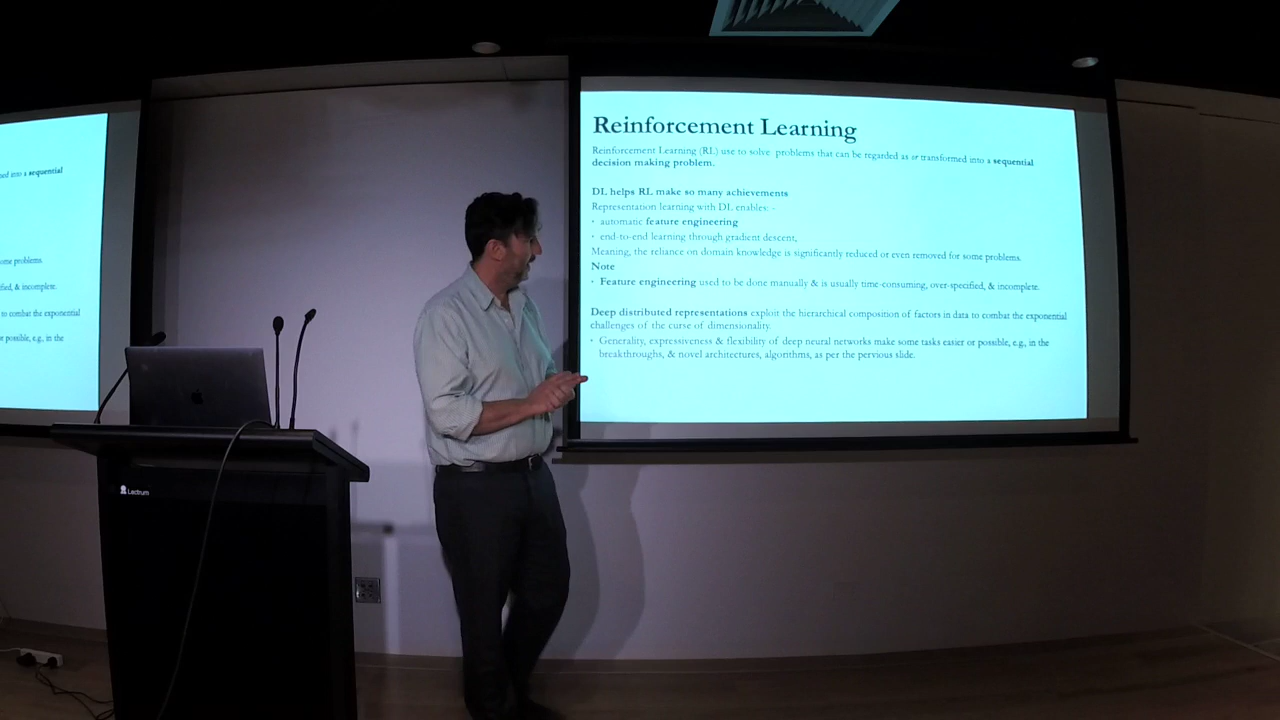 Reinforcement Learning
Reinforcement Learning (RL) use to solve problems that can be regarded as or transformed into a sequential
decision making problem.
DL helps RL make so many achievements
Representation learning with DL enables: -
• automatic feature engineering
• end-to-end learning through gradient descent,
Meaning, the reliance on domain knowledge is significantly reduced or even removed for some problems.
Note
• Feature engineering used to be done manually & is usually time-consuming, over-specified, & incomplete.
Deep distributed representations exploit the hierarchical composition of factors in data to combat the exponential
challenges of the curse of dimensionality.
• Generality, expressiveness & flexibility of deep neural networks make some tasks easier or possible, e.g., in the
breakthroughs, & novel architectures, algorithms, as per the pervious slide.
med into a sequential
ome problems.
fied, & incomplete.
to combat the exponential
or possible, e.g., in the
Lectrum